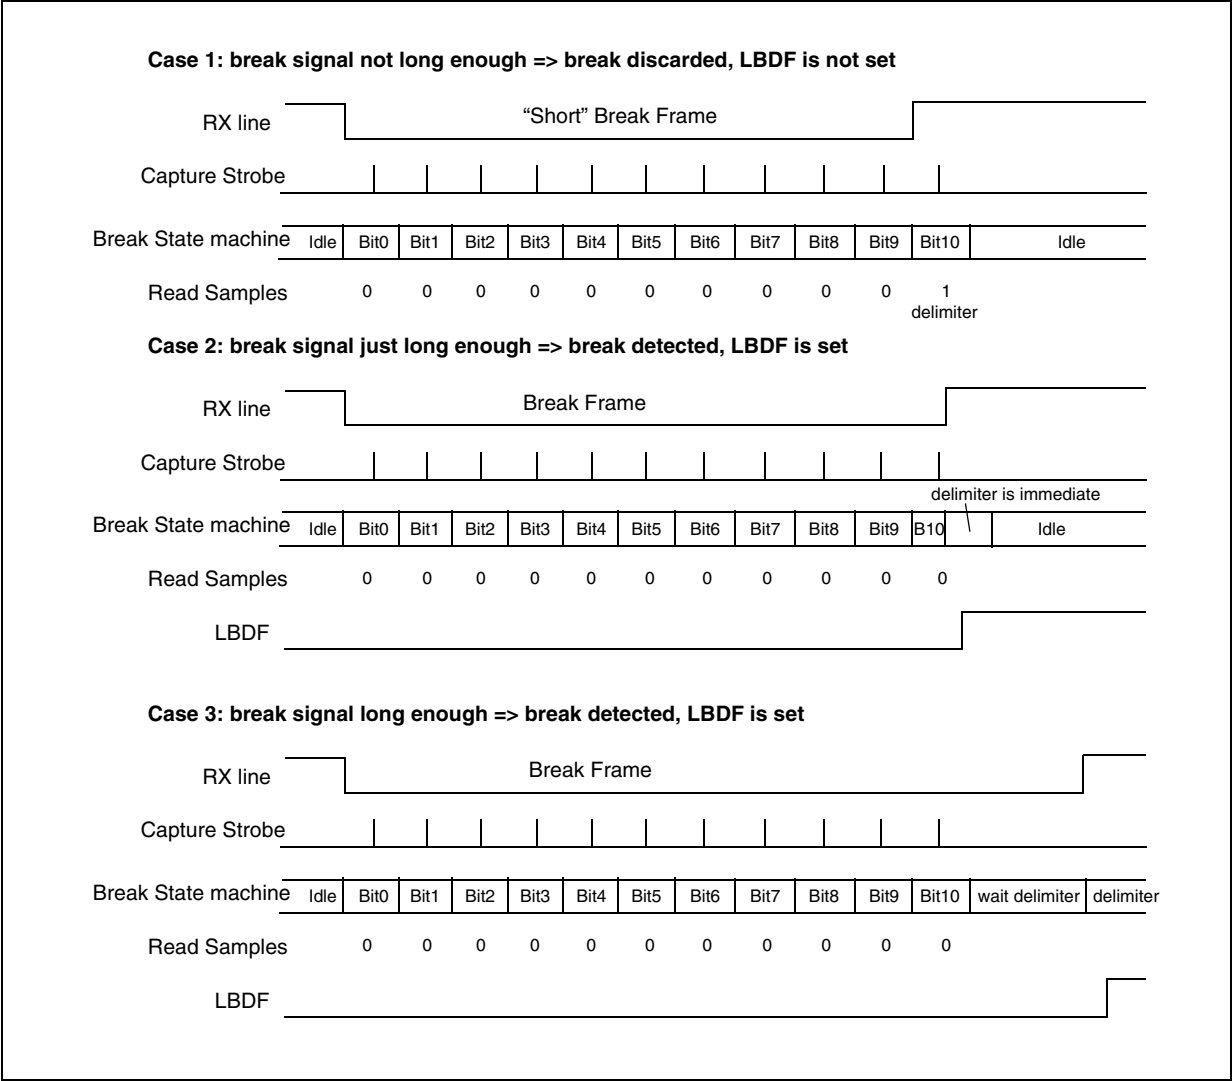 Case 1: break signal not long enough => break discarded, LBDF is not set
RX line
“Short” Break Frame
Capture Strobe
Break State machine Idle Bit0 Bit1 Bit2 Bit3 Bit4 Bit5 Bit6 Bit7 Bit8 Bit9 Bit10 Idle
Read Samples 0 0 0 0 0 0 0 0 0 0 1
delimiter
Case 2: break signal just long enough => break detected, LBDF is set
RX line
Break Frame
Capture Strobe
delimiter is immediate
Break State machine Idle Bit0 Bit1 Bit2 Bit3 Bit4 Bit5 Bit6 Bit7 Bit8 Bit9 B10 Idle
Read Samples 0 0 0 0 0 0 0 0 0 0 0
LBDF
Case 3: break signal long enough => break detected, LBDF is set
RX line
Break Frame
Capture Strobe
Break State machine Idle Bit0 Bit1 Bit2 Bit3 Bit4 Bit5 Bit6 Bit7 Bit8 Bit9 Bit10 wait delimiter delimiter
Read Samples 0 0 0 0 0 0 0 0 0 0 0
LBDF